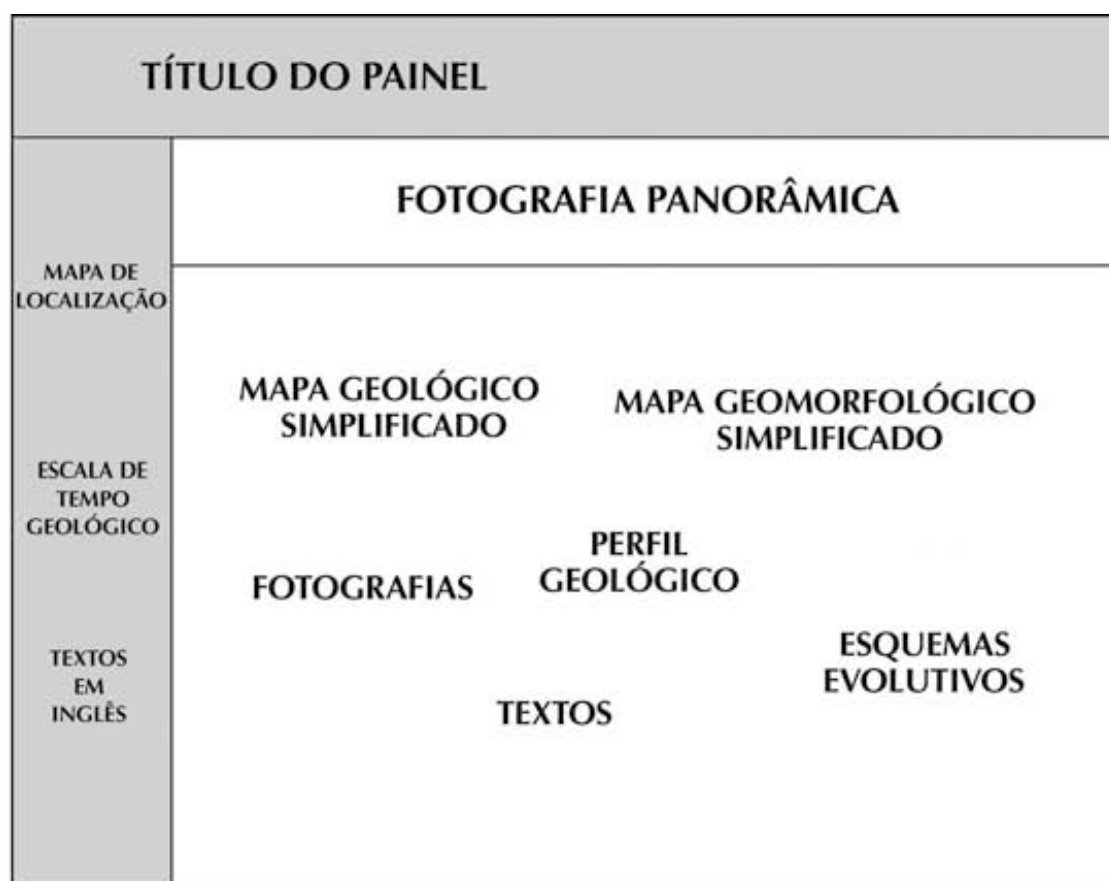 TÍTULO DO PAINEL
FOTOGRAFIA PANORÂMICA
MAPA DE
LOCALIZAÇÃO
ESCALA DE
TEMPO
GEOLÓGICO
TEXTOS
EM
INGLÊS
MAPA GEOLÓGICO
SIMPLIFICADO
MAPA GEOMORFOLÓGICO
SIMPLIFICADO
FOTOGRAFIAS
PERFIL
GEOLÓGICO
ESQUEMAS
EVOLUTIVOS
TEXTOS